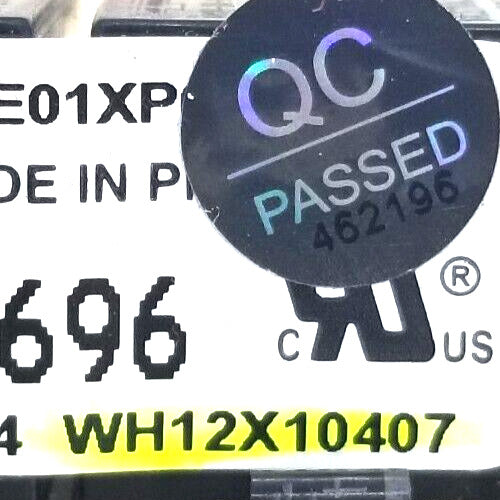 E01XP
QC
PASSED
462196
DE IN P
696
®
C US
4 WH12X10407